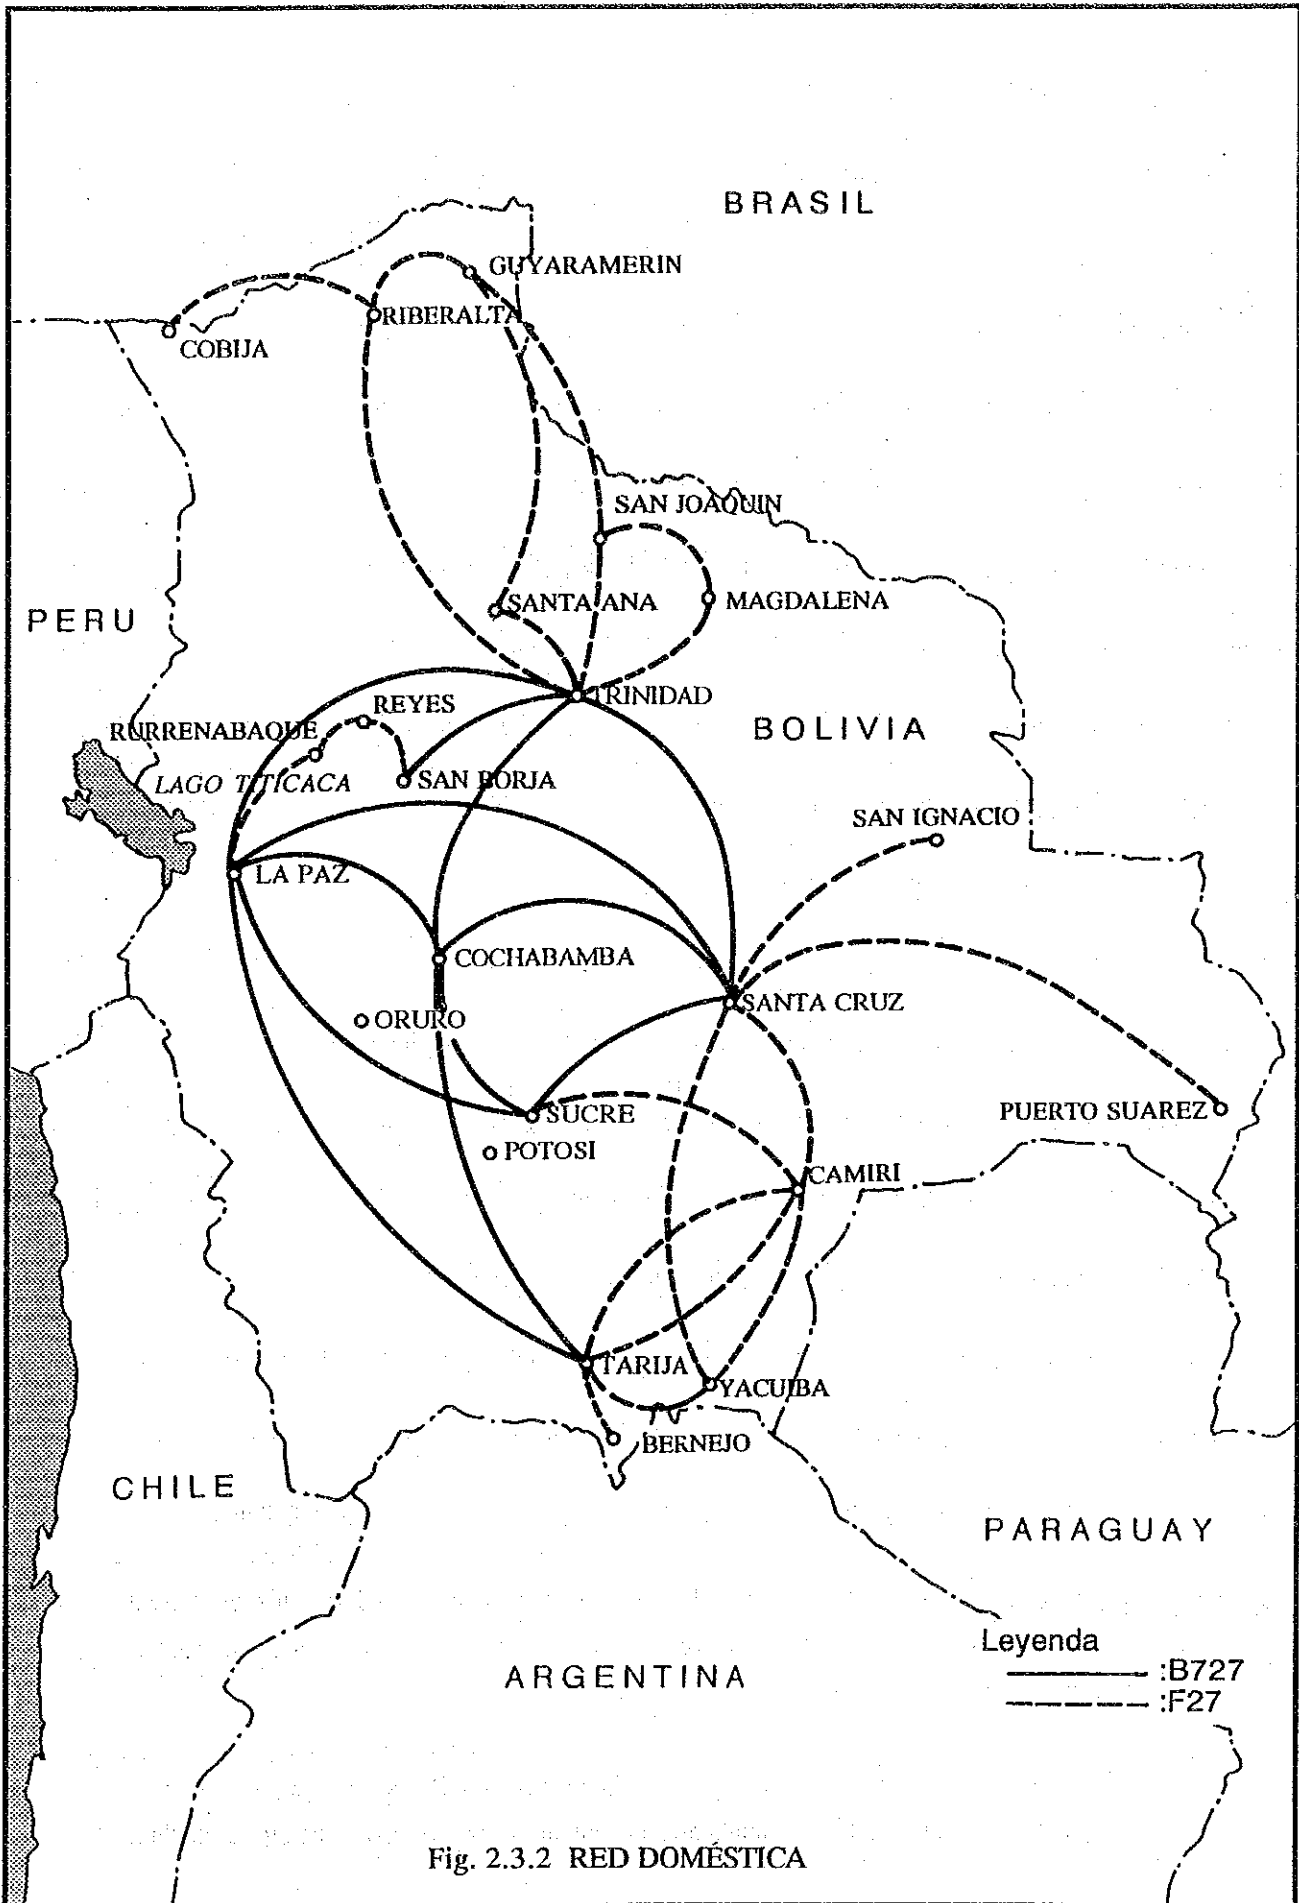 BRASIL
GUYARAMERIN
RIBERALTA
COBIJA
SAN JOAQUIN
SANTA ANA
MAGDALENA
PERU
TRINIDAD
REYES
RURRENABAQUE
BOLIVIA
LAGO TITICACA
SAN BORJA
SAN IGNACIO
LA PAZ
COCHABAMBA
SANTA CRUZ
ORURO
SUCRE
PUERTO SUAREZ
POTOSI
CAMIRI
TARIJA
YACUIBA
BERNEJO
CHILE
PARAGUAY
Leyenda
:B727
:F27
ARGENTINA
Fig. 2.3.2 RED DOMÉSTICA